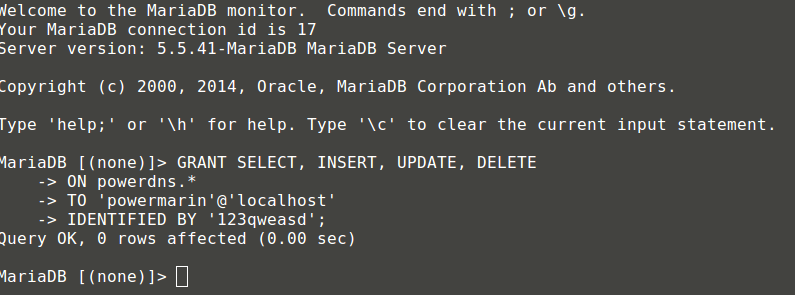 Welcome to the MariaDB monitor.  Commands end with ; or \g.
Your MariaDB connection id is 17
Server version: 5.5.41-MariaDB MariaDB Server
Copyright (c) 2000, 2014, Oracle, MariaDB Corporation Ab and others.
Type 'help;' or '\h' for help. Type '\c' to clear the current input statement.
MariaDB [(none)]> GRANT SELECT, INSERT, UPDATE, DELETE
    -> ON powerdns.*
    -> TO 'powermarin'@'localhost'
    -> IDENTIFIED BY '123qweasd';
Query OK, 0 rows affected (0.00 sec)
MariaDB [(none)]>